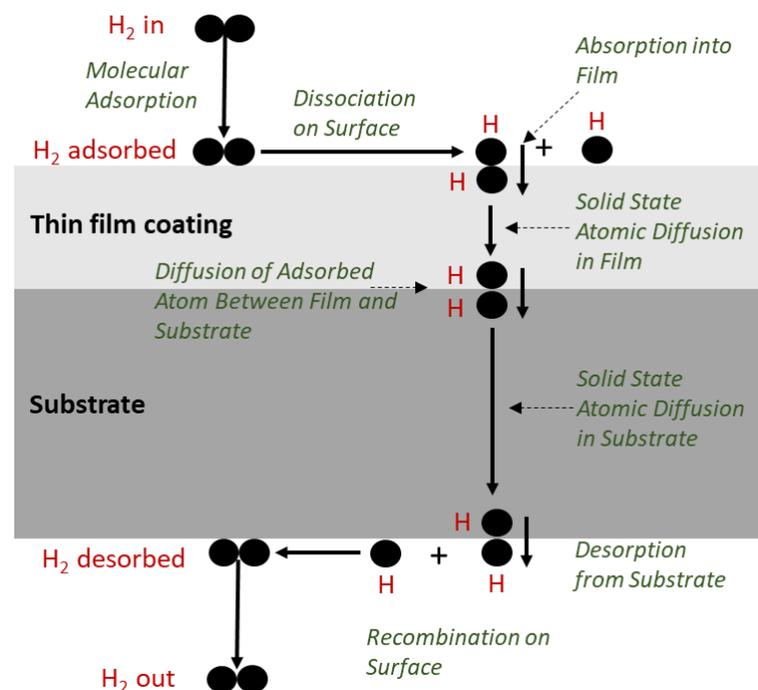 H₂ in
Molecular
Adsorption
Absorption into
Film
Dissociation
on Surface
H
H
H₂ adsorbed
+
H
Thin film coating
Solid State
Atomic Diffusion
in Film
Diffusion of Adsorbed
Atom Between Film and
Substrate
H
H
Substrate
Solid State
Atomic Diffusion
in Substrate
H
H₂ desorbed
+
H
H
Desorption
from Substrate
Recombination on
Surface
H₂ out